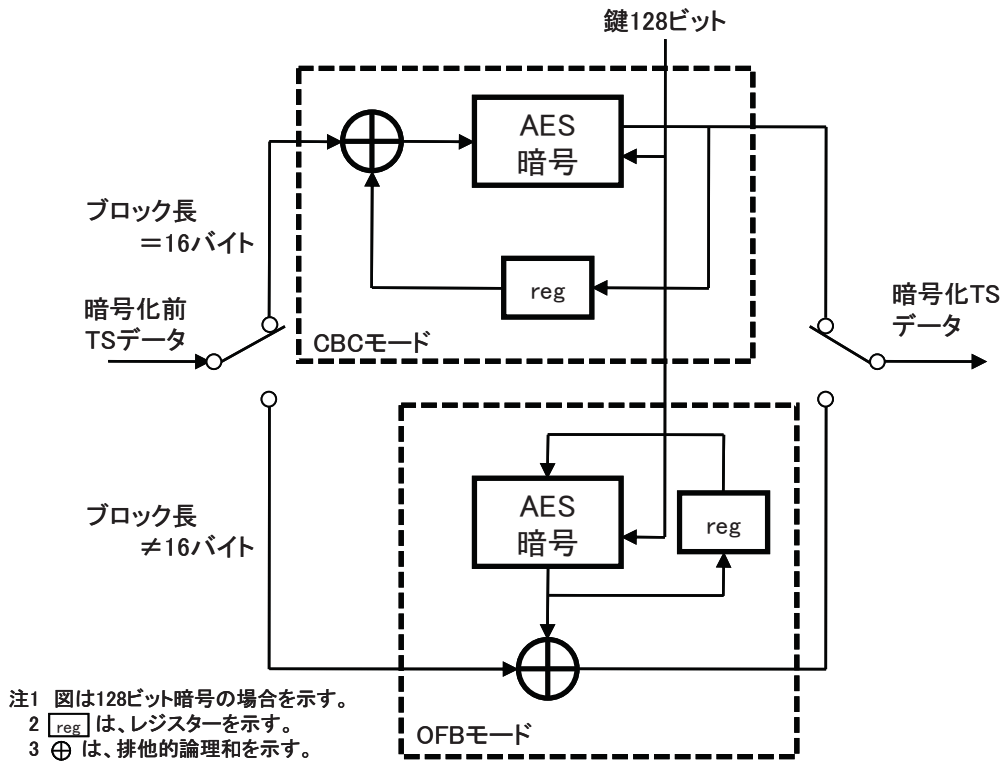 鍵128ビット
AES
暗号
ブロック長
＝16バイト
reg
暗号化前
TSデータ
暗号化TS
データ
CBCモード
ブロック長
≠16バイト
AES
暗号
reg
注1 図は128ビット暗号の場合を示す。
2 reg は、レジスターを示す。
3 ⊕ は、排他的論理和を示す。
OFBモード